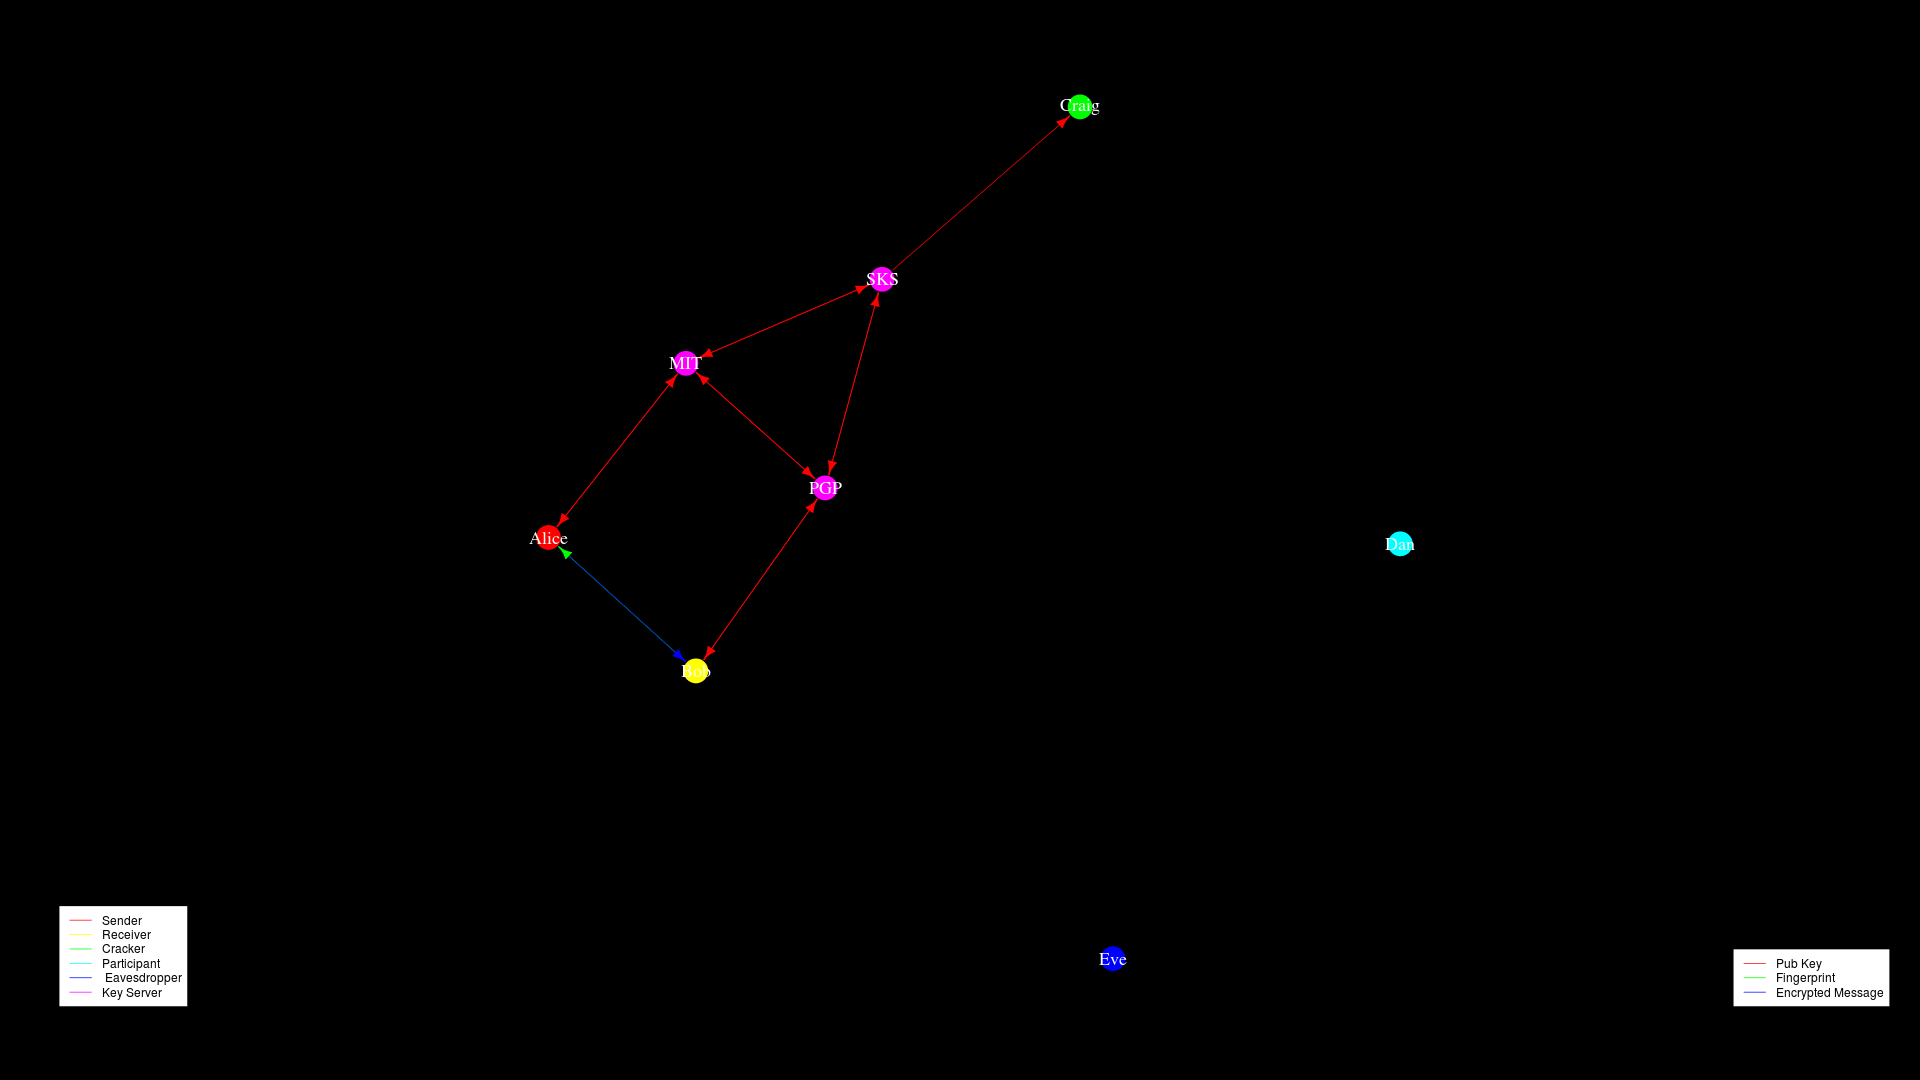 Craig
SKS
MIT
PGP
Alice
Dan
Bob
Eve
Sender
Receiver
Cracker
Participant
Eavesdropper
Key Server
Pub Key
Fingerprint
Encrypted Message